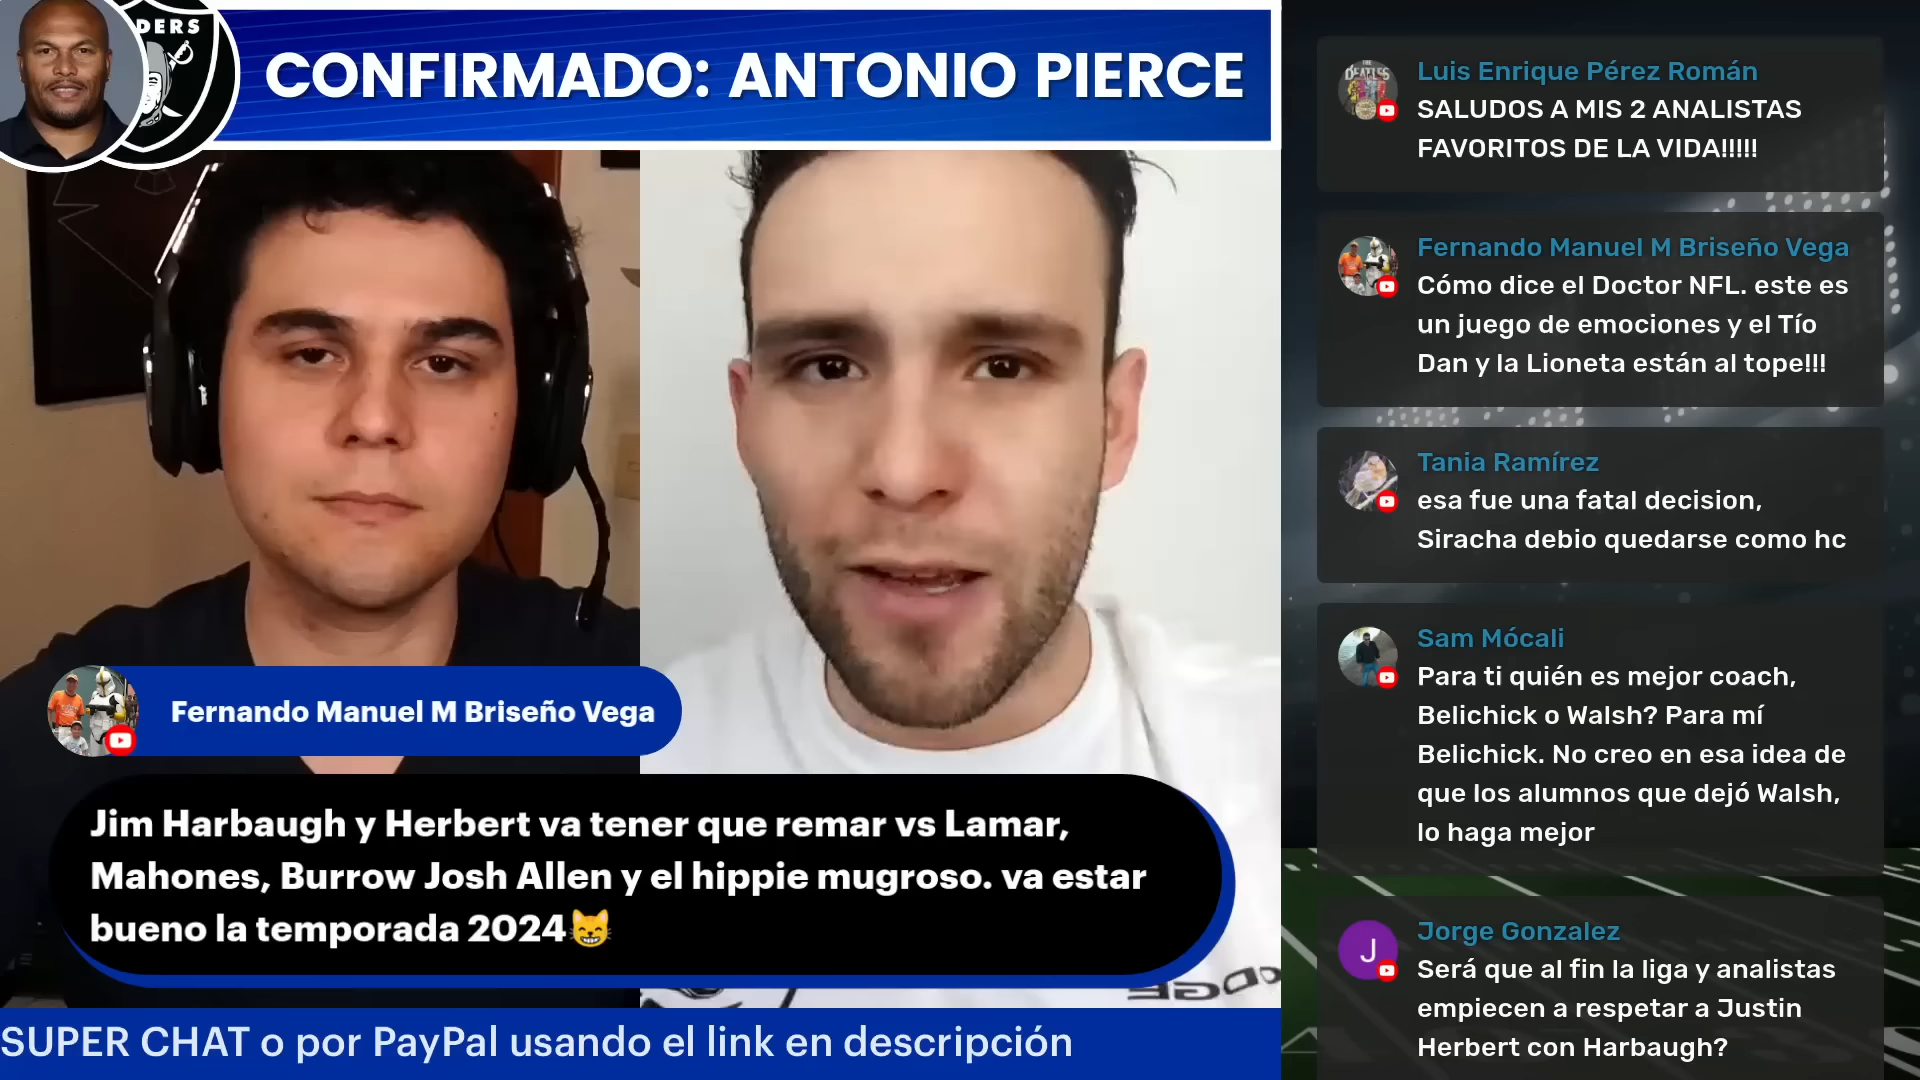 DERS
CONFIRMADO: ANTONIO PIERCE
Fernando Manuel M Briseño Vega
Jim Harbaugh y Herbert va tener que remar vs Lamar,
Mahones, Burrow Josh Allen y el hippie mugroso. va estar
bueno la temporada 2024😸
SUPER CHAT o por PayPal usando el link en descripción
Luis Enrique Pérez Román
SALUDOS A MIS 2 ANALISTAS
FAVORITOS DE LA VIDA!!!!!
Fernando Manuel M Briseño Vega
Cómo dice el Doctor NFL. este es
un juego de emociones y el Tío
Dan y la Lioneta están al tope!!!
Tania Ramírez
esa fue una fatal decision,
Siracha debio quedarse como hc
Sam Mócali
Para ti quién es mejor coach,
Belichick o Walsh? Para mí
Belichick. No creo en esa idea de
que los alumnos que dejó Walsh,
lo haga mejor
J
Jorge Gonzalez
Será que al fin la liga y analistas
empiecen a respetar a Justin
Herbert con Harbaugh?